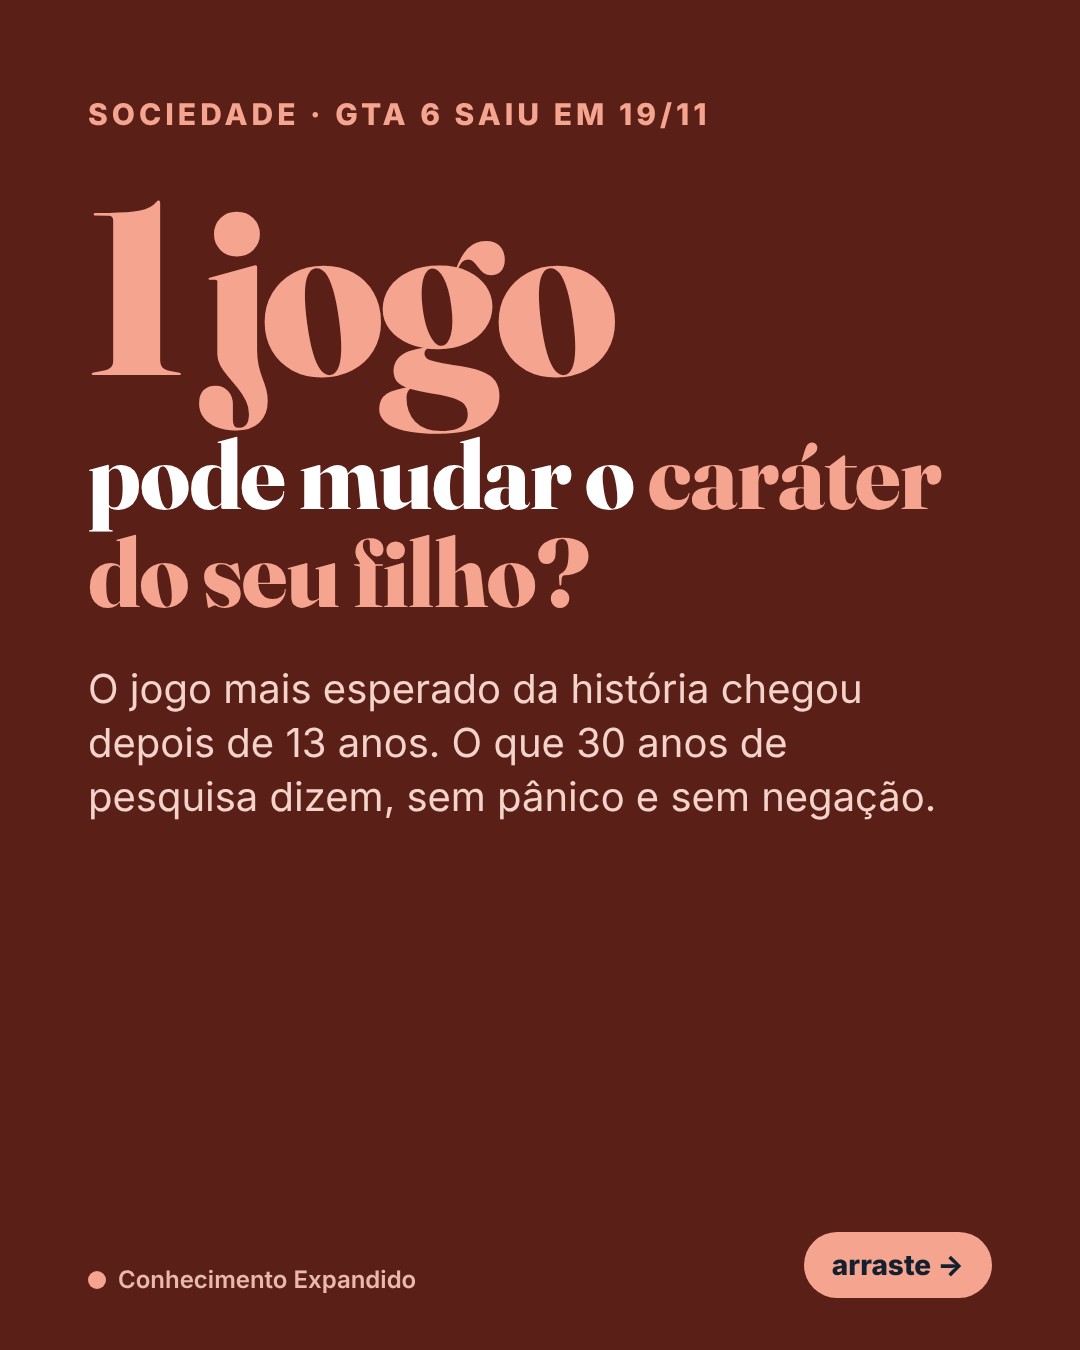 SOCIEDADE · GTA 6 SAIU EM 19/11
1 jogo
pode mudar o caráter
do seu filho?
O jogo mais esperado da história chegou
depois de 13 anos. O que 30 anos de
pesquisa dizem, sem pânico e sem negação.
Conhecimento Expandido
arraste →